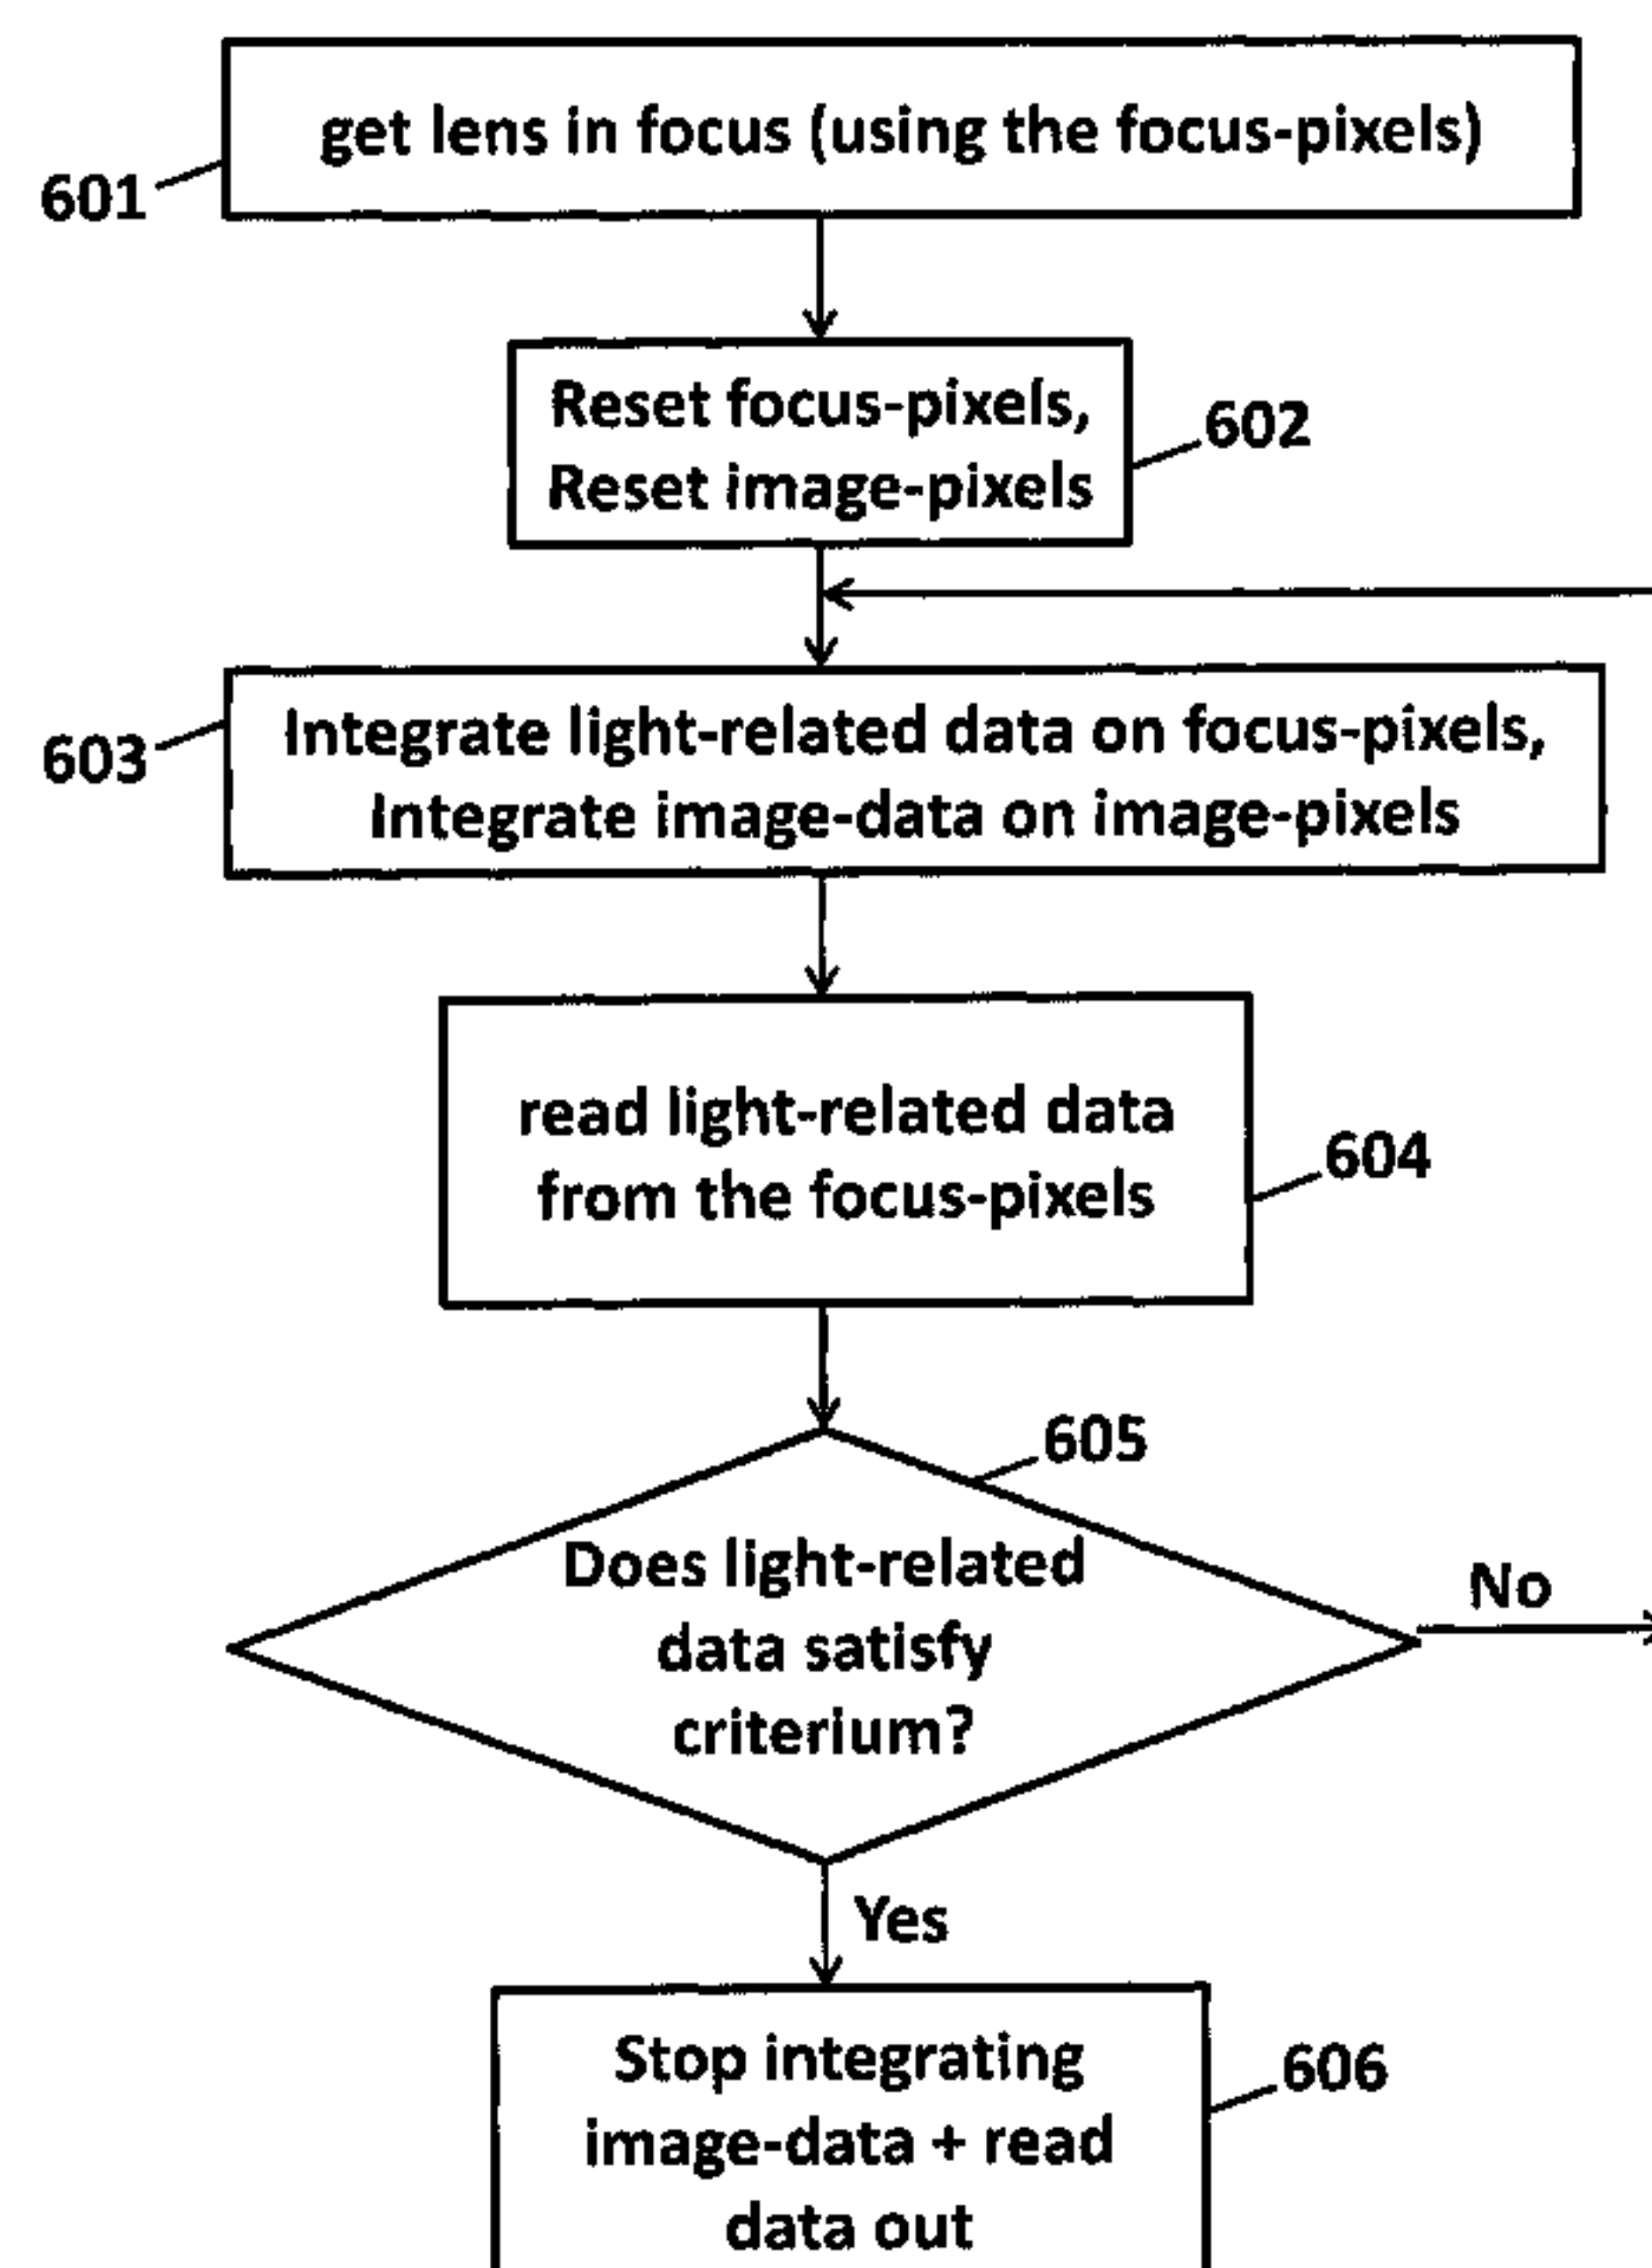 get lens in focus (using the focus-pixels)
601
Reset focus-pixels,
Reset image-pixels
602
603
Integrate light-related data on focus-pixels,
Integrate image-data on image-pixels
read light-related data
from the focus-pixels
604
605
Does light-related
data satisfy
criterium?
No
Yes
Stop integrating
image-data + read
data out
606